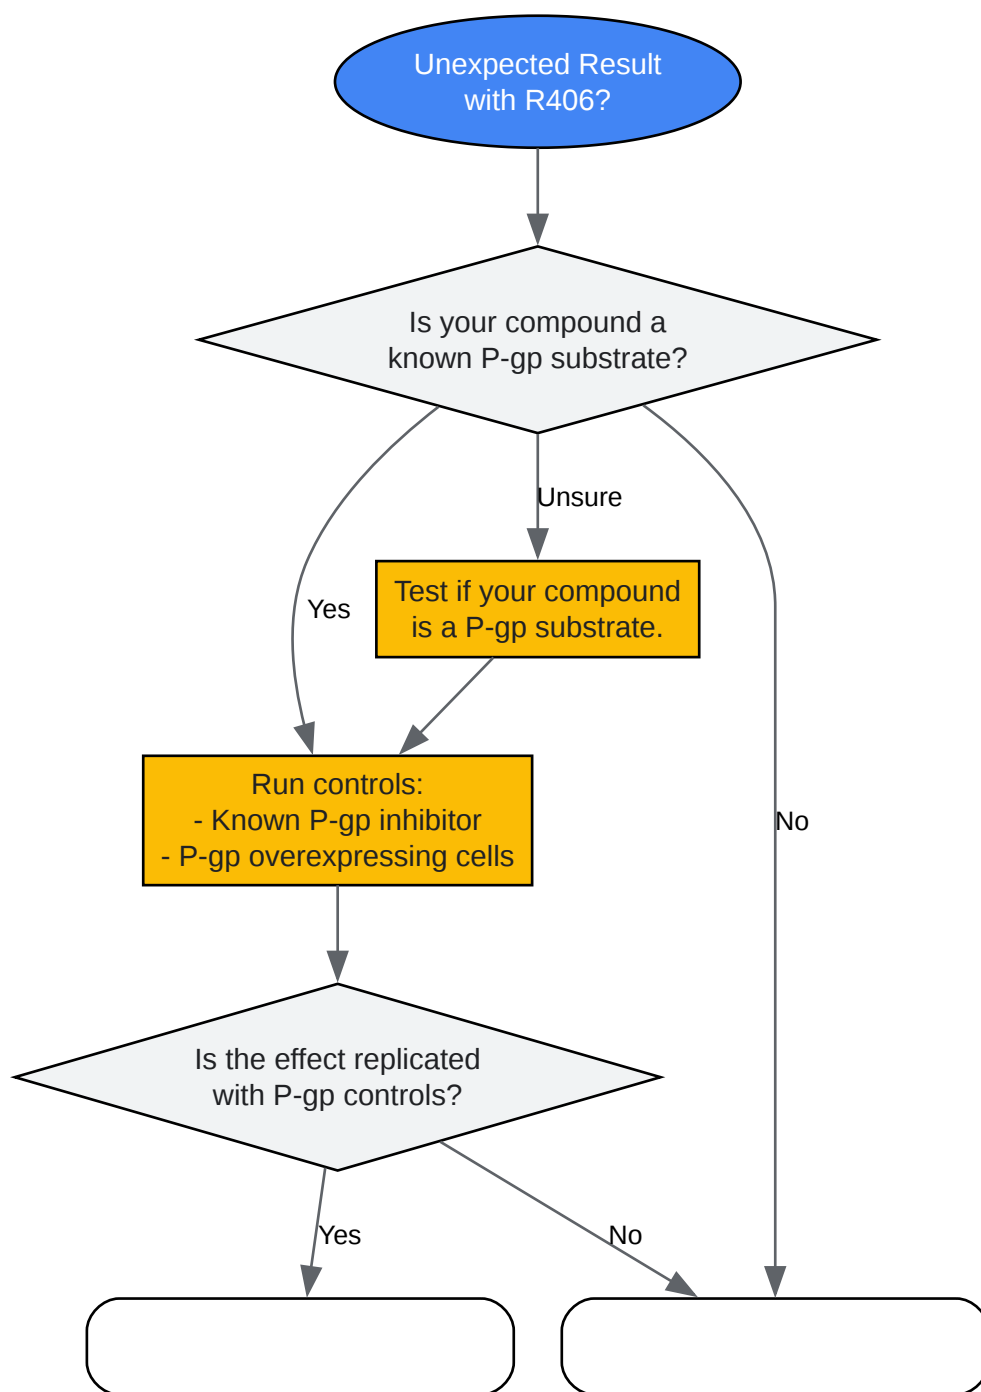 Unexpected Result
with R406?
Is your compound a
known P-gp substrate?
Unsure
Test if your compound
is a P-gp substrate.
Yes
Run controls:
- Known P-gp inhibitor
- P-gp overexpressing cells
No
Is the effect replicated
with P-gp controls?
Yes
No